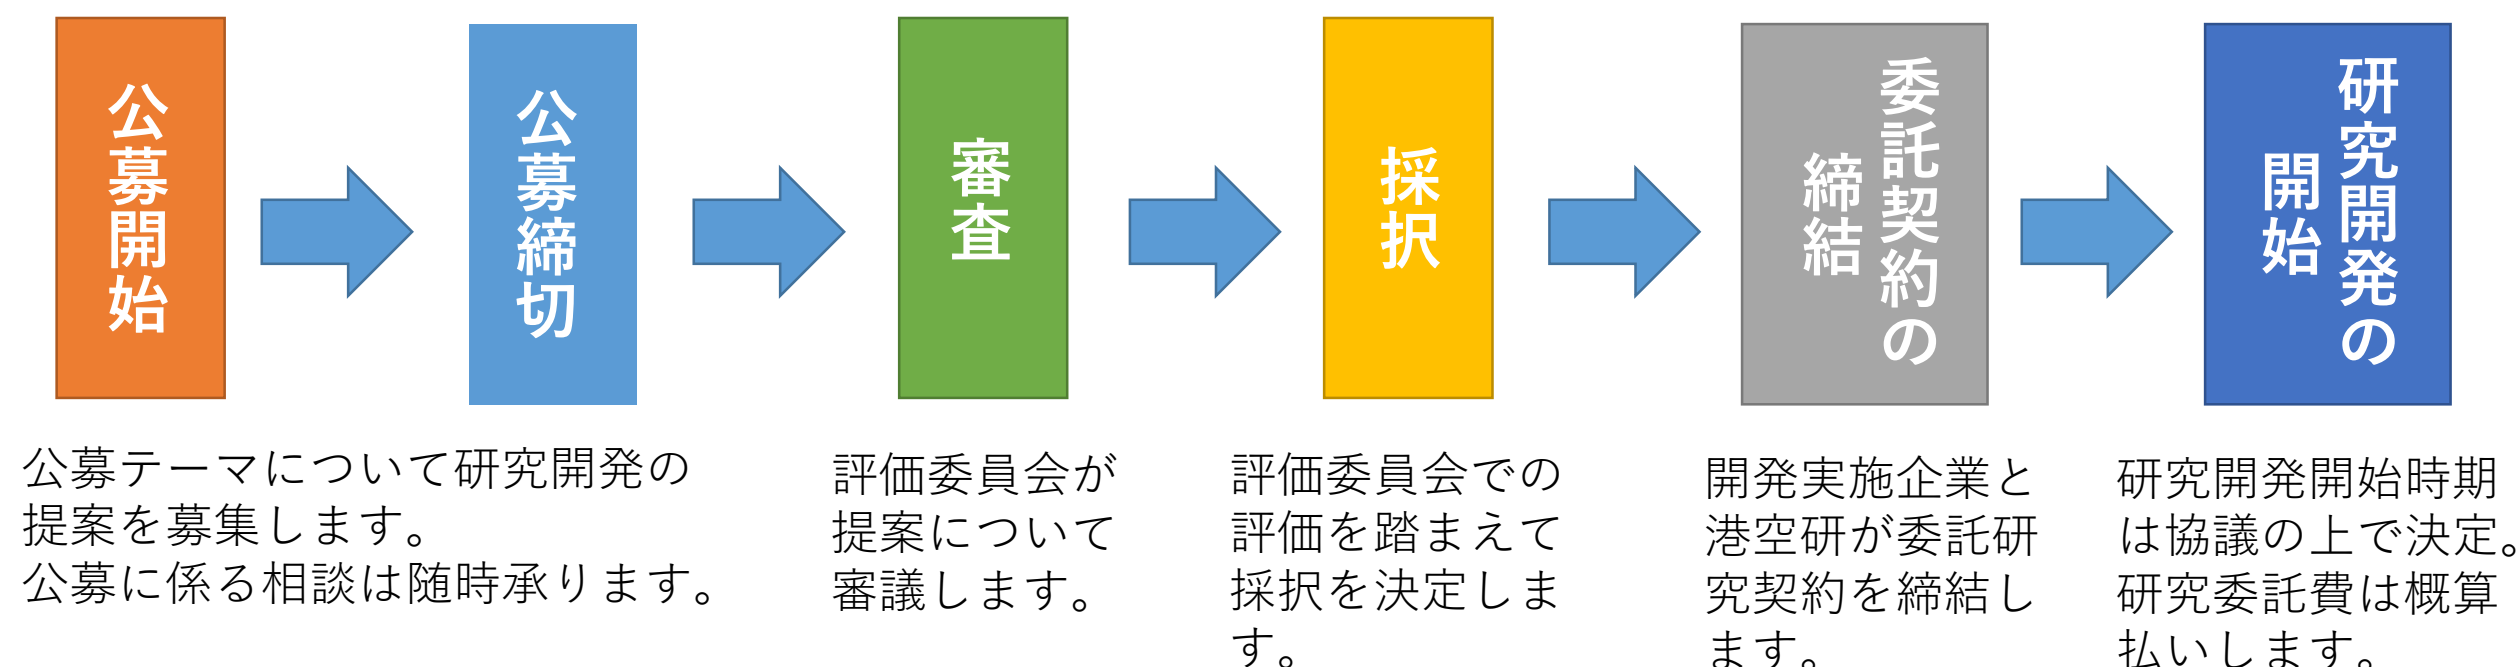 公募開始
公募締切
審査
採択
委託契約の
締結
研究開発の
開始
公募テーマについて研究開発の
提案を募集します。
公募に係る相談は随時承ります。
評価委員会が
提案について
審議します。
評価委員会での
評価を踏まえて
採択を決定しま
す。
開発実施企業と
港空研が委託研
究契約を締結し
ます。
研究開発開始時期
は協議の上で決定。
研究委託費は概算
払いします。